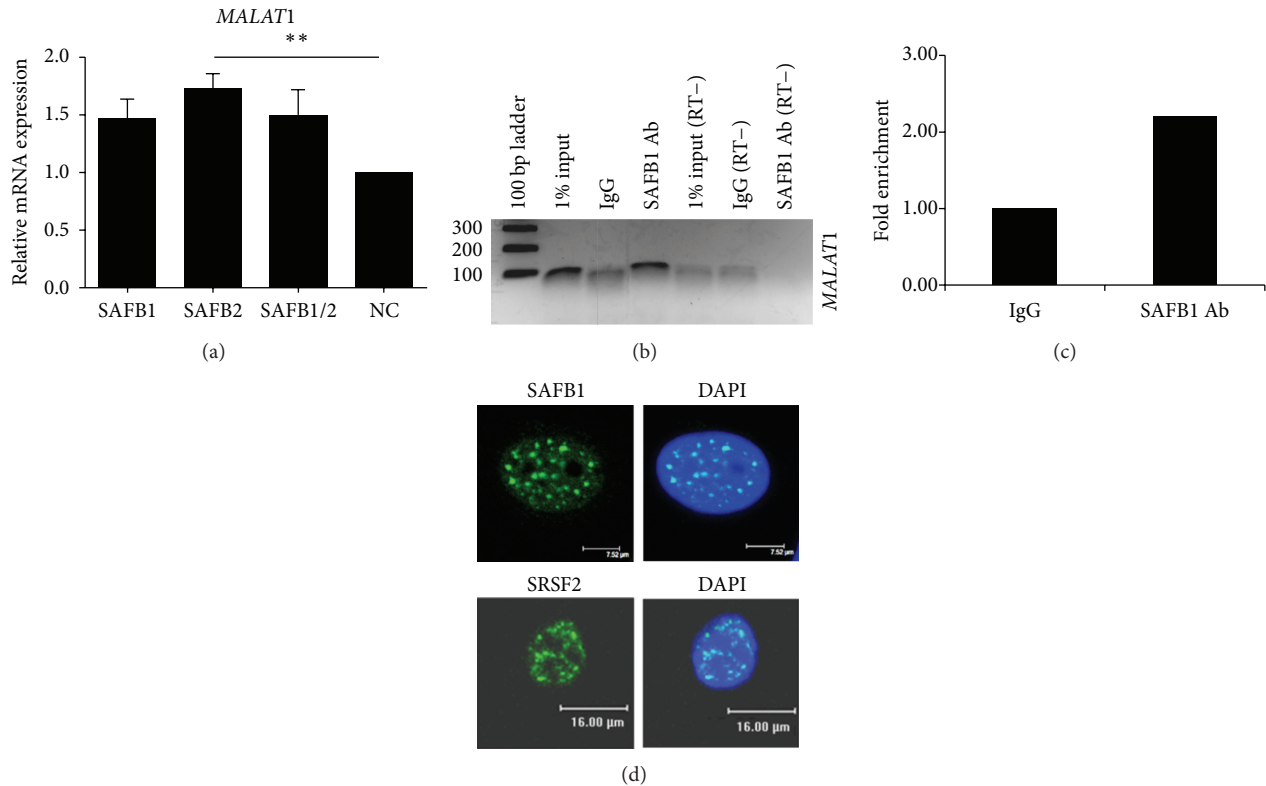 MALAT1
**
Relative mRNA expression
2.0
1.5
1.0
0.5
0.0
SAFB1 SAFB2 SAFB1/2 NC
(a)
100 bp ladder
1% input
IgG
SAFB1 Ab
1% input (RT−)
IgG (RT−)
SAFB1 Ab (RT−)
300
200
100
MALAT1
(b)
Fold enrichment
3.00
2.00
1.00
0.00
IgG SAFB1 Ab
(c)
SAFB1 DAPI
7.52 µm 7.52 µm
SRSF2 DAPI
16.00 µm 16.00 µm
(d)